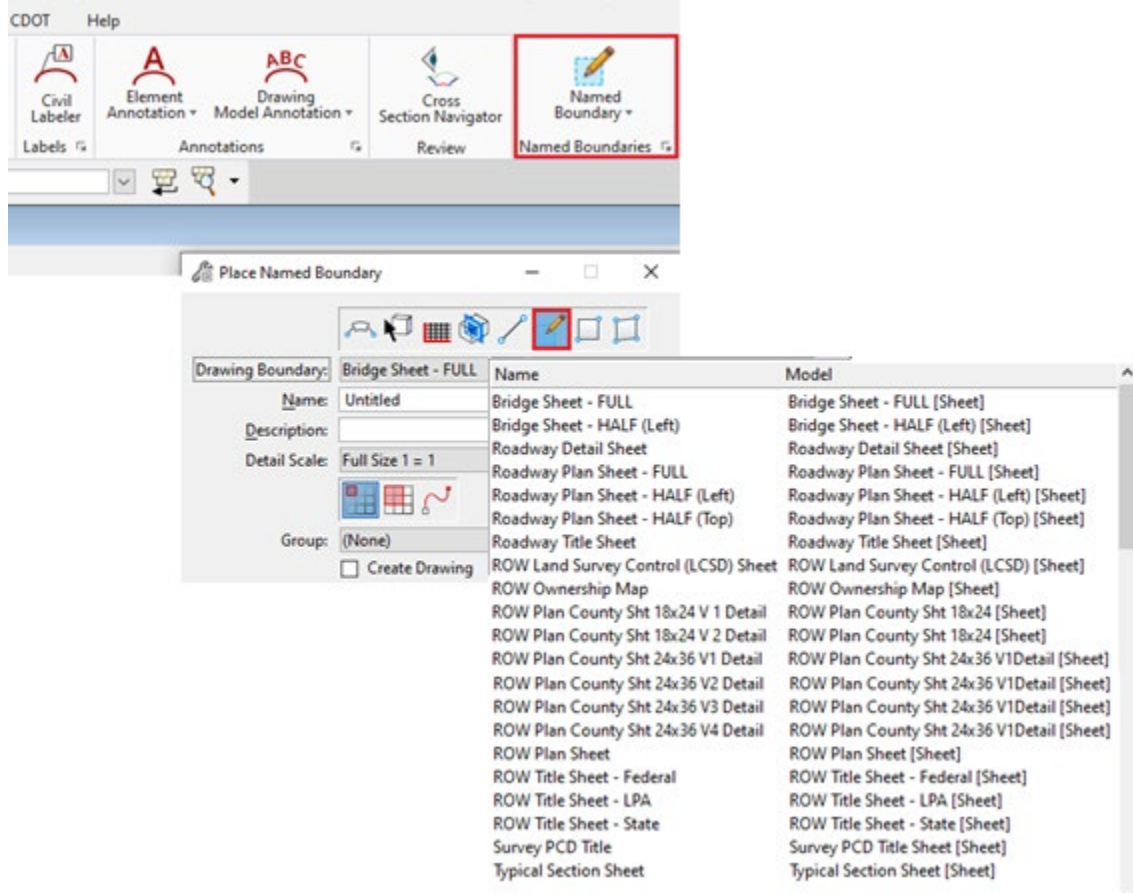 CDOT Help
Civil Labeler
Element Annotation
Drawing Model Annotation
Cross Section Navigator
Named Boundary
Labels Annotations Review Named Boundaries
Place Named Boundary
Drawing Boundary: Bridge Sheet - FULL
Name: Untitled
Description:
Detail Scale: Full Size 1 = 1
Group: (None)
Create Drawing
Name Model
Bridge Sheet - FULL Bridge Sheet - FULL [Sheet]
Bridge Sheet - HALF (Left) Bridge Sheet - HALF (Left) [Sheet]
Roadway Detail Sheet Roadway Detail Sheet [Sheet]
Roadway Plan Sheet - FULL Roadway Plan Sheet - FULL [Sheet]
Roadway Plan Sheet - HALF (Left) Roadway Plan Sheet - HALF (Left) [Sheet]
Roadway Plan Sheet - HALF (Top) Roadway Plan Sheet - HALF (Top) [Sheet]
Roadway Title Sheet Roadway Title Sheet [Sheet]
ROW Land Survey Control (LCSD) Sheet ROW Land Survey Control (LCSD) [Sheet]
ROW Ownership Map ROW Ownership Map [Sheet]
ROW Plan County Sht 18x24 V 1 Detail ROW Plan County Sht 18x24 [Sheet]
ROW Plan County Sht 18x24 V 2 Detail ROW Plan County Sht 18x24 [Sheet]
ROW Plan County Sht 24x36 V1 Detail ROW Plan County Sht 24x36 V1Detail [Sheet]
ROW Plan County Sht 24x36 V2 Detail ROW Plan County Sht 24x36 V1Detail [Sheet]
ROW Plan County Sht 24x36 V3 Detail ROW Plan County Sht 24x36 V1Detail [Sheet]
ROW Plan County Sht 24x36 V4 Detail ROW Plan County Sht 24x36 V1Detail [Sheet]
ROW Plan Sheet ROW Plan Sheet [Sheet]
ROW Title Sheet - Federal ROW Title Sheet - Federal [Sheet]
ROW Title Sheet - LPA ROW Title Sheet - LPA [Sheet]
ROW Title Sheet - State ROW Title Sheet - State [Sheet]
Survey PCD Title Survey PCD Title Sheet [Sheet]
Typical Section Sheet Typical Section Sheet [Sheet]